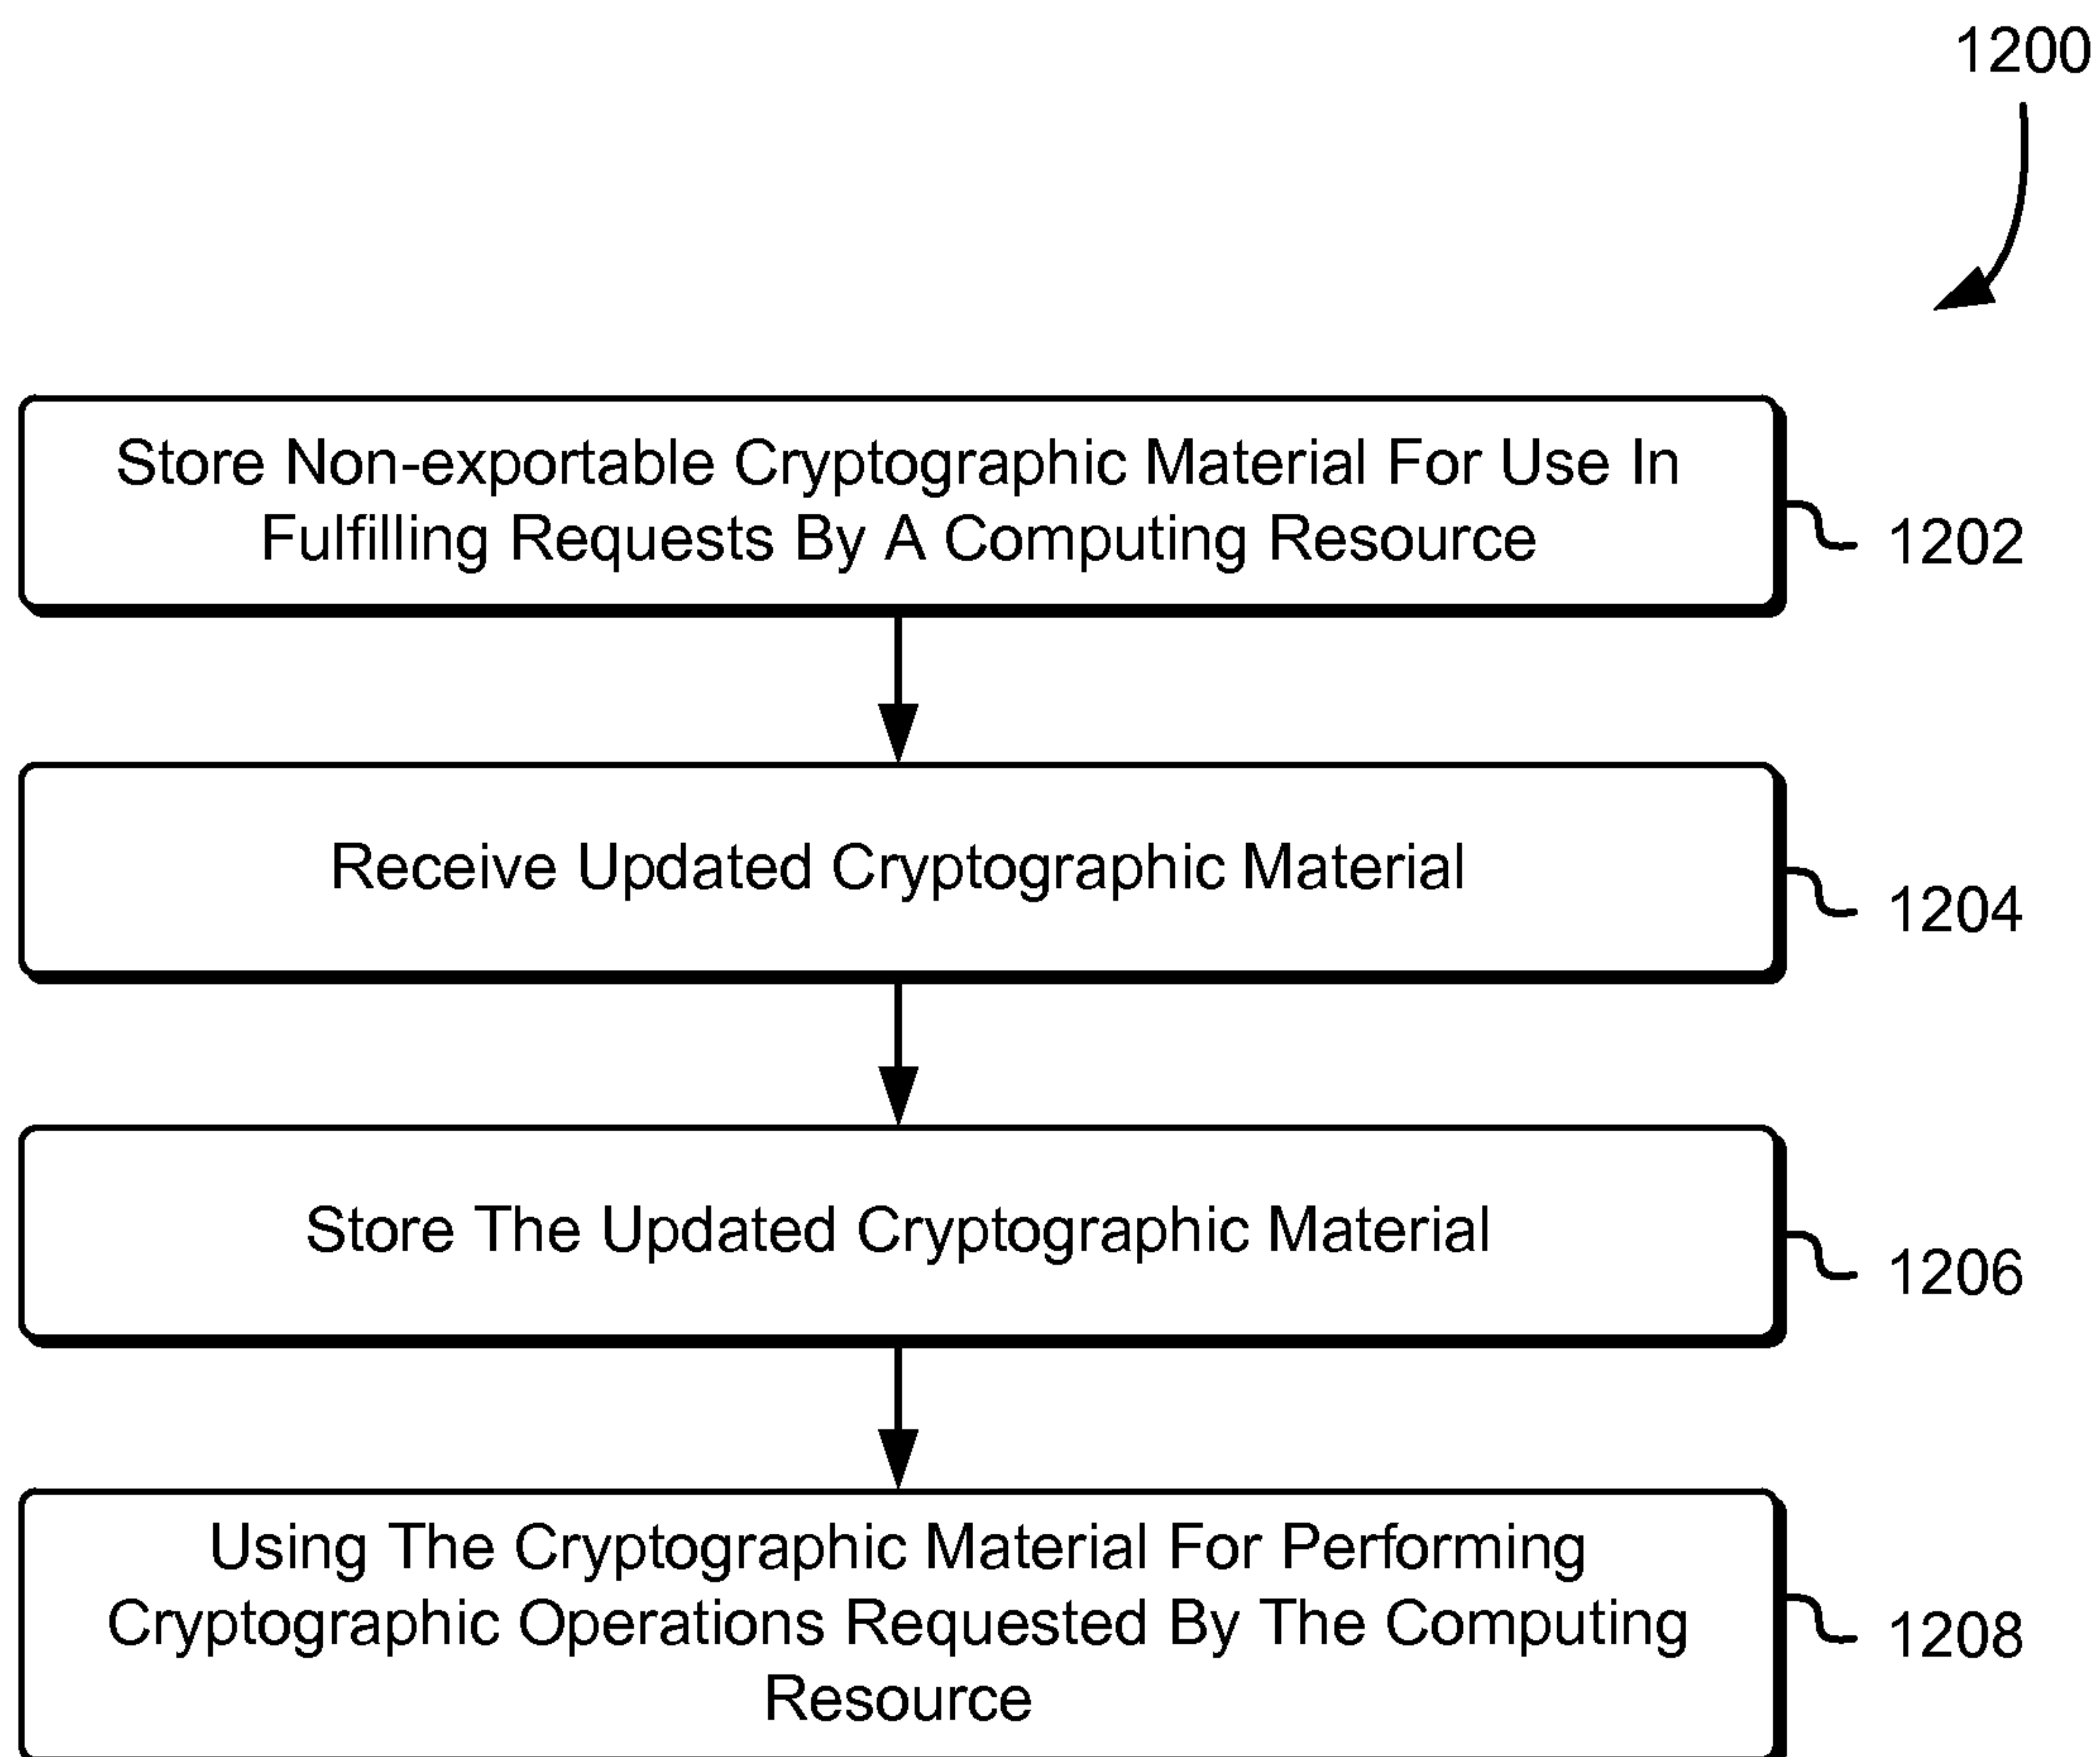 1200
Store Non-exportable Cryptographic Material For Use In
Fulfilling Requests By A Computing Resource
1202
Receive Updated Cryptographic Material
1204
Store The Updated Cryptographic Material
1206
Using The Cryptographic Material For Performing
Cryptographic Operations Requested By The Computing
Resource
1208